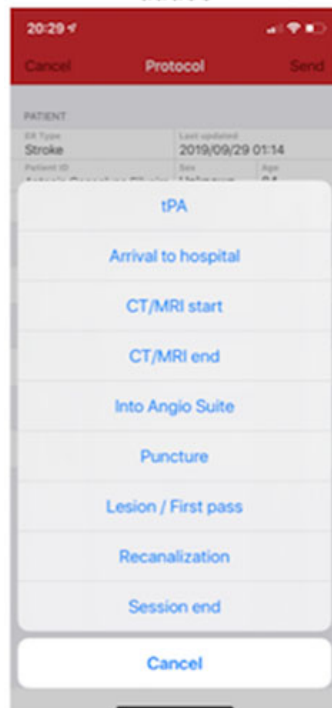 20:29
Cancel Protocol Send
PATIENT
ER Type Last updated
Stroke 2019/09/29 01:14
Patient ID Sex Age
tPA
Arrival to hospital
CT/MRI start
CT/MRI end
Into Angio Suite
Puncture
Lesion / First pass
Recanalization
Session end
Cancel